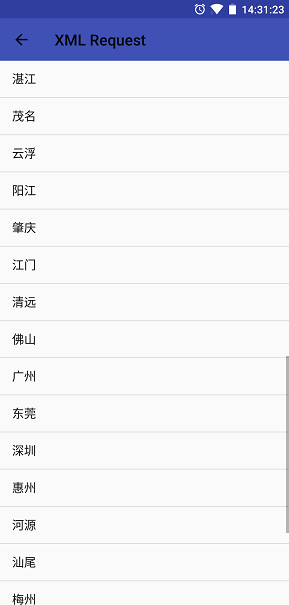 14:31:23
XML Request
湛江
茂名
云浮
阳江
肇庆
江门
清远
佛山
广州
东莞
深圳
惠州
河源
汕尾
梅州